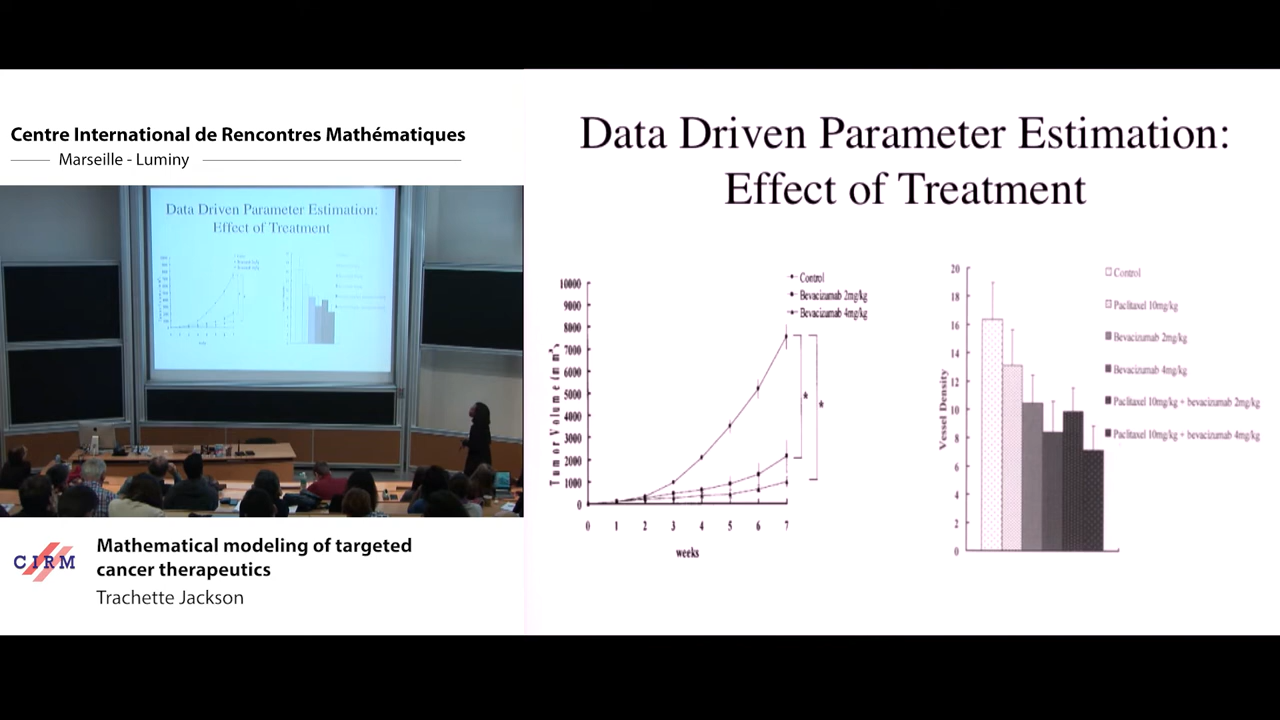 Centre International de Rencontres Mathématiques
Marseille - Luminy
Data Driven Parameter Estimation:
Effect of Treatment
CIRM
Mathematical modeling of targeted
cancer therapeutics
Trachette Jackson
Data Driven Parameter Estimation:
Effect of Treatment
Control
Bevacizumab 2mg/kg
Bevacizumab 4mg/kg
10000
9000
8000
7000
6000
5000
4000
3000
2000
1000
0
Tumor Volume (mm³)
* *
0 1 2 3 4 5 6 7
weeks
20
18
16
14
12
10
8
6
4
2
0
Vessel Density
Control
Paclitaxel 10mg/kg
Bevacizumab 2mg/kg
Bevacizumab 4mg/kg
Paclitaxel 10mg/kg + bevacizumab 2mg/kg
Paclitaxel 10mg/kg + bevacizumab 4mg/kg